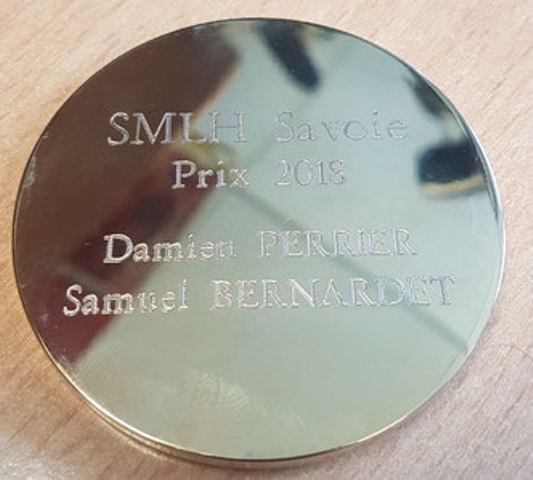 SMLH Savoie
Prix 2018
Damien PERRIER
Samuel BERNARDET